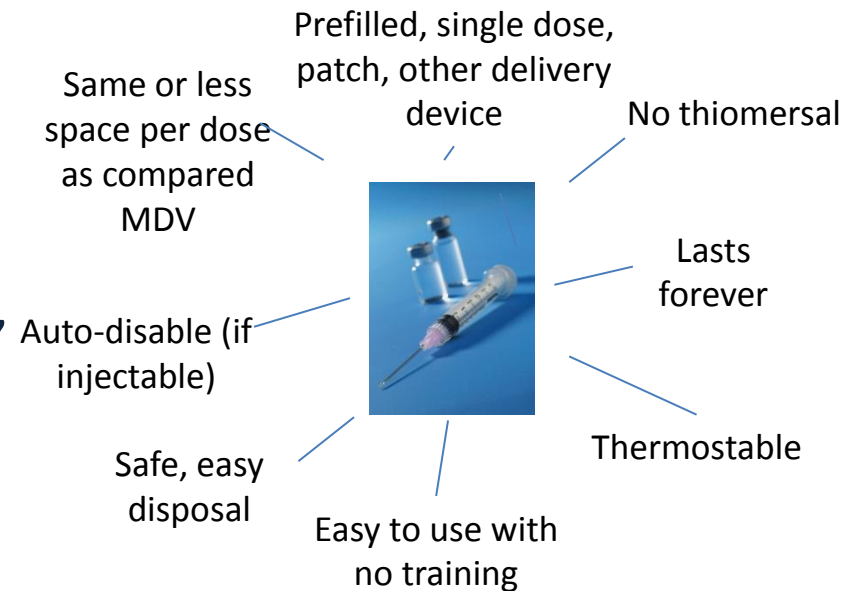 Prefilled, single dose,
patch, other delivery
device
Same or less
space per dose
as compared
MDV
No thiomersal
Lasts
forever
Auto-disable (if
injectable)
Thermostable
Safe, easy
disposal
Easy to use with
no training